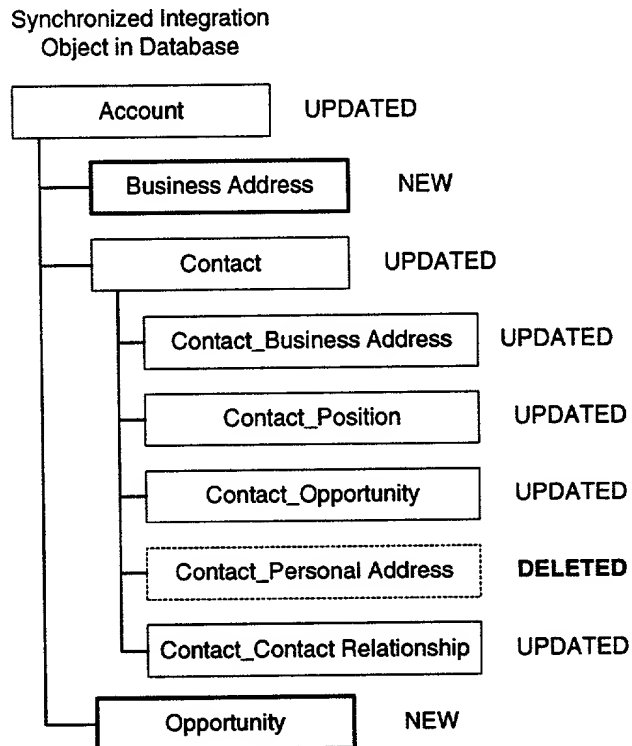 Synchronized Integration
Object in Database
Account UPDATED
Business Address NEW
Contact UPDATED
Contact_Business Address UPDATED
Contact_Position UPDATED
Contact_Opportunity UPDATED
Contact_Personal Address DELETED
Contact_Contact Relationship UPDATED
Opportunity NEW